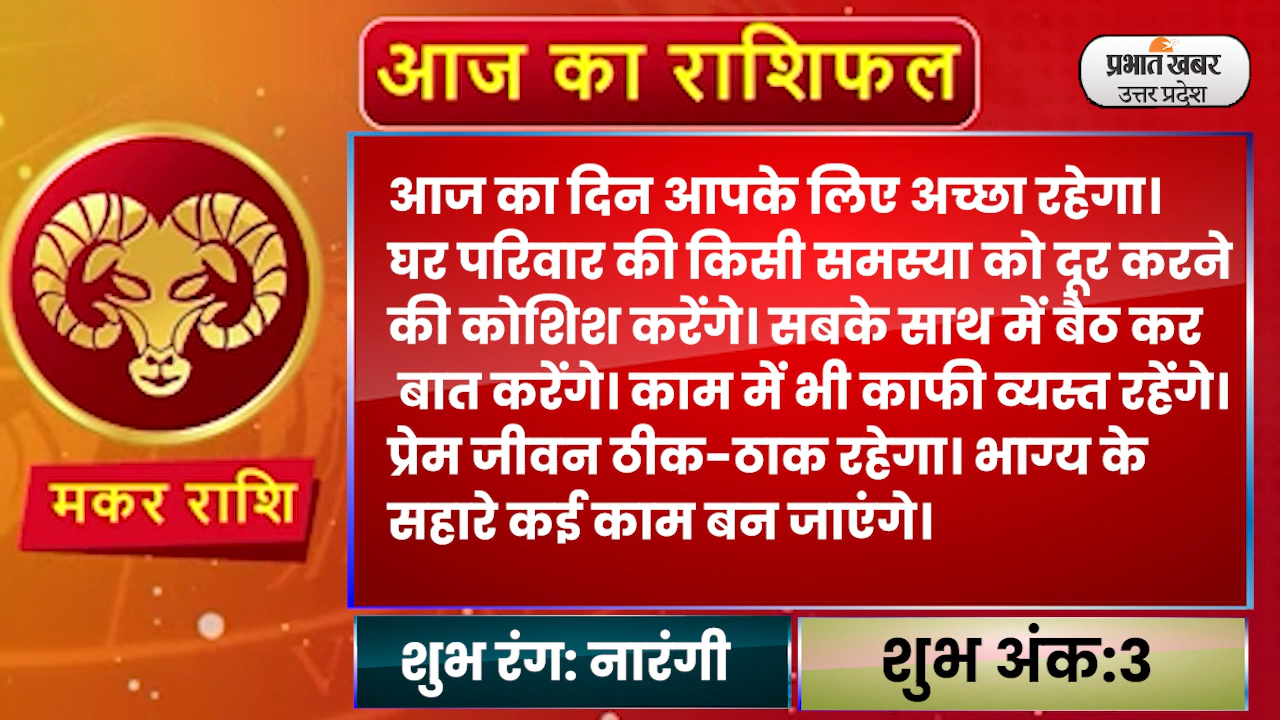 आज का राशिफल
प्रभात खबर
उत्तर प्रदेश
आज का दिन आपके लिए अच्छा रहेगा।
घर परिवार की किसी समस्या को दूर करने
की कोशिश करेंगे। सबके साथ में बैठ कर
बात करेंगे। काम में भी काफी व्यस्त रहेंगे।
प्रेम जीवन ठीक-ठाक रहेगा। भाग्य के
सहारे कई काम बन जाएंगे।
मकर राशि
शुभ रंग: नारंगी
शुभ अंक:3